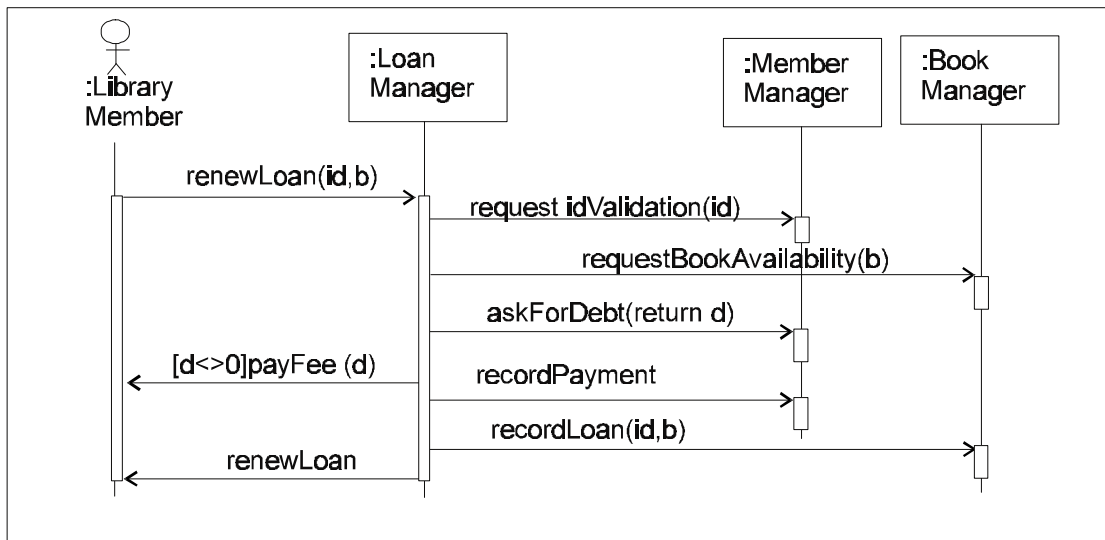 :Library
Member
:Loan
Manager
:Member
Manager
:Book
Manager
renewLoan(id,b)
request idValidation(id)
requestBookAvailability(b)
askForDebt(return d)
[d<>0]payFee (d)
recordPayment
recordLoan(id,b)
renewLoan